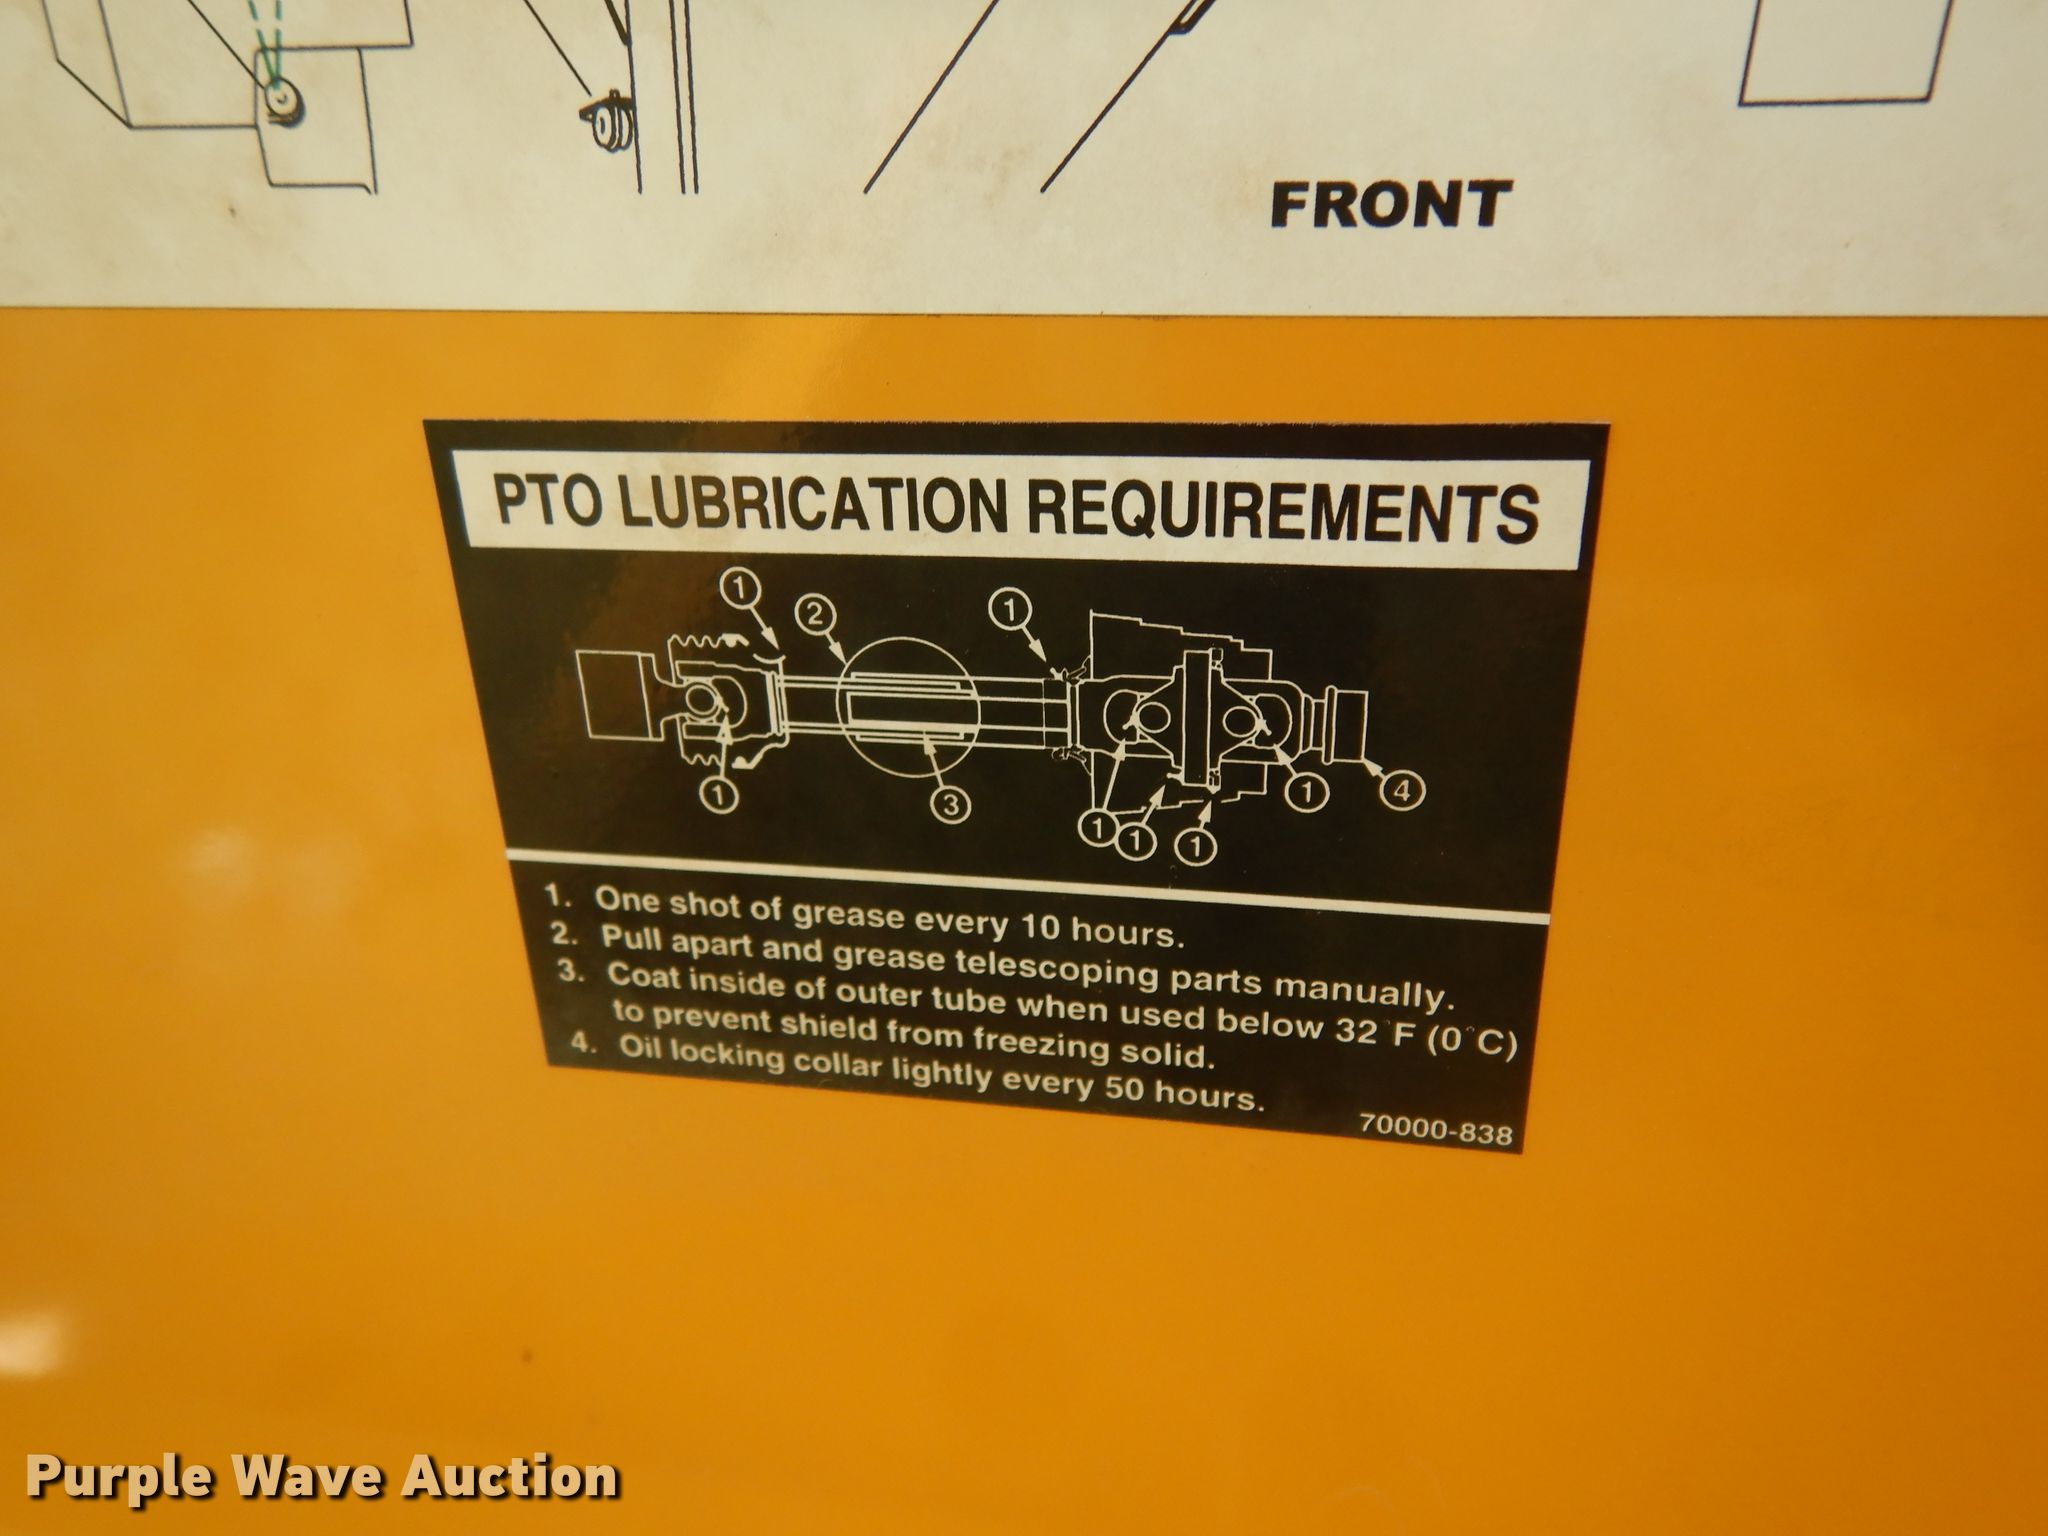 FRONT
PTO LUBRICATION REQUIREMENTS
1
2
1
1
3
1
1
1
1
4
1. One shot of grease every 10 hours.
2. Pull apart and grease telescoping parts manually.
3. Coat inside of outer tube when used below 32°F (0°C)
to prevent shield from freezing solid.
4. Oil locking collar lightly every 50 hours.
70000-838
Purple Wave Auction